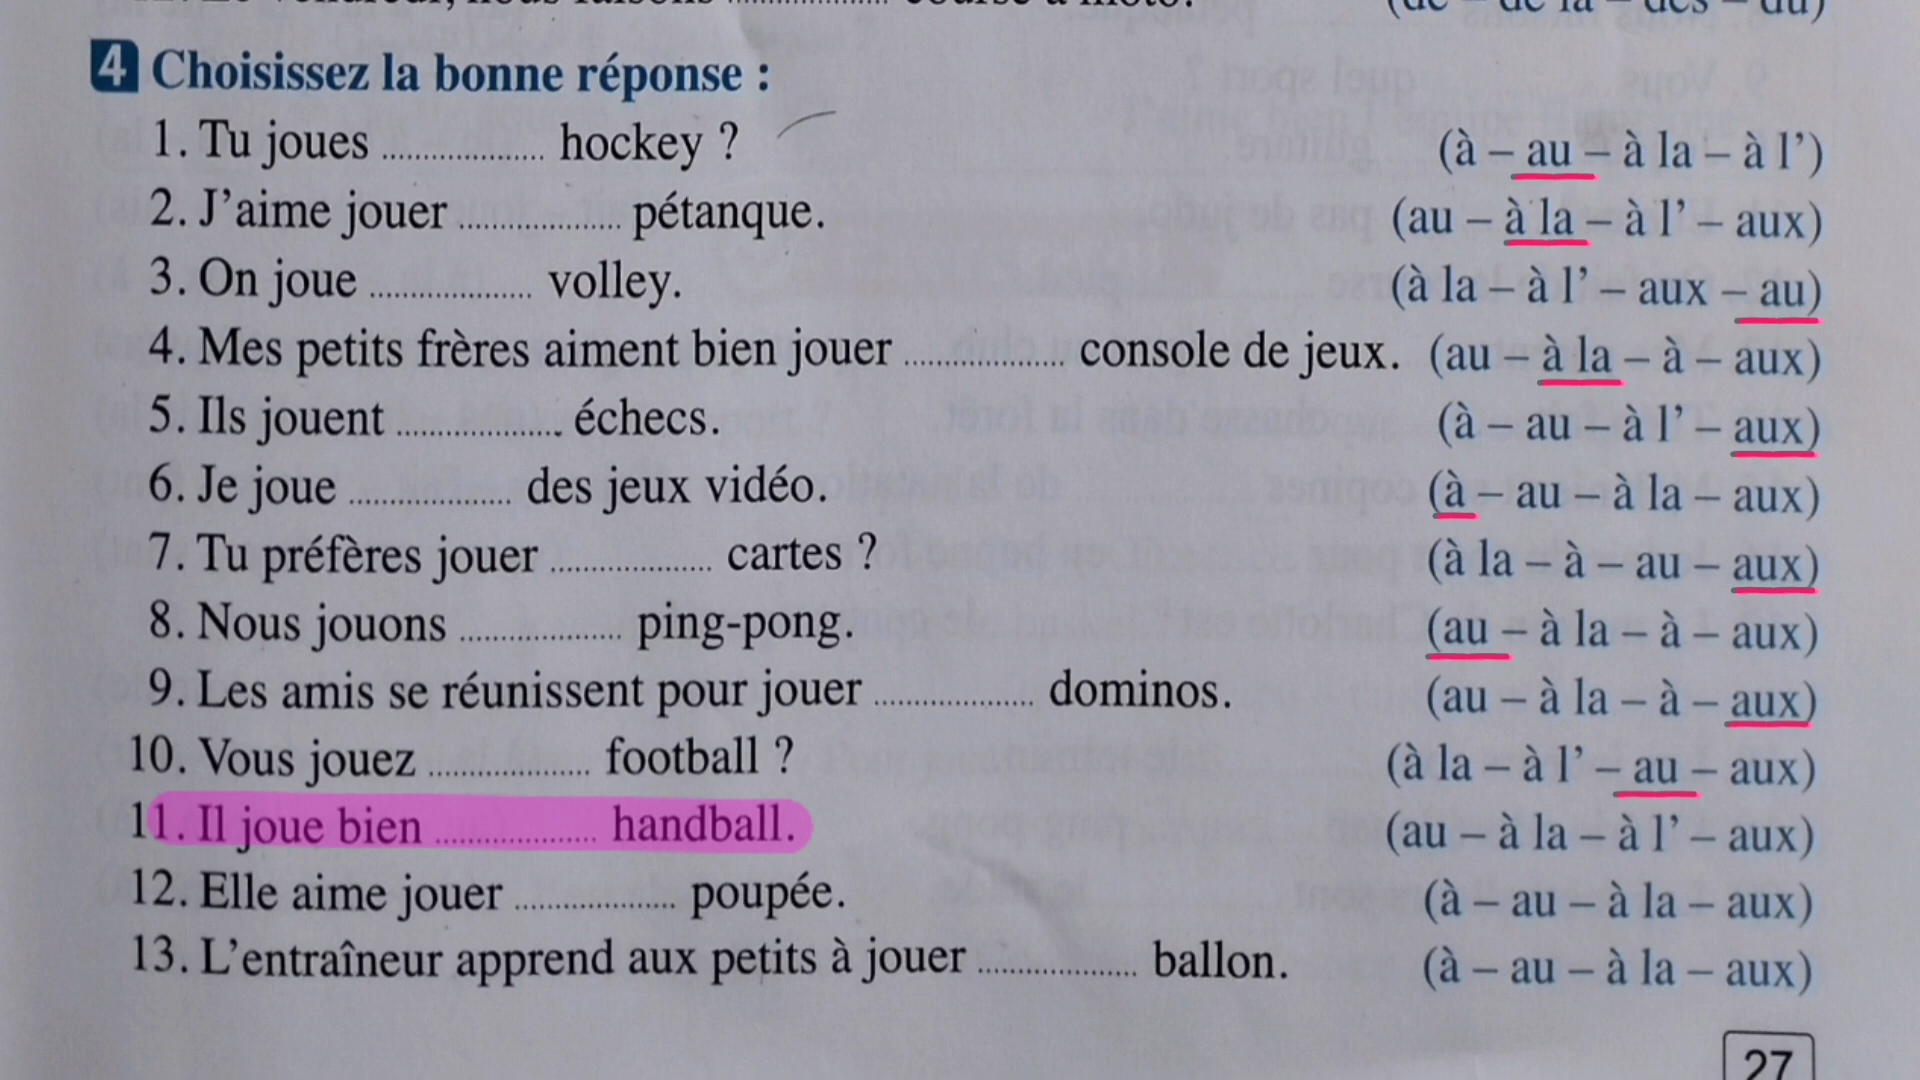 (de – de la – des – du)
4 Choisissez la bonne réponse :
1. Tu joues .................. hockey ? (à – au – à la – à l’)
2. J’aime jouer .................. pétanque. (au – à la – à l’ – aux)
3. On joue .................. volley. (à la – à l’ – aux – au)
4. Mes petits frères aiment bien jouer .................. console de jeux. (au – à la – à – aux)
5. Ils jouent .................. échecs. (à – au – à l’ – aux)
6. Je joue .................. des jeux vidéo. (à – au – à la – aux)
7. Tu préfères jouer .................. cartes ? (à la – à – au – aux)
8. Nous jouons .................. ping-pong. (au – à la – à – aux)
9. Les amis se réunissent pour jouer .................. dominos. (au – à la – à – aux)
10. Vous jouez .................. football ? (à la – à l’ – au – aux)
11. Il joue bien .................. handball. (au – à la – à l’ – aux)
12. Elle aime jouer .................. poupée. (à – au – à la – aux)
13. L’entraîneur apprend aux petits à jouer .................. ballon. (à – au – à la – aux)
27